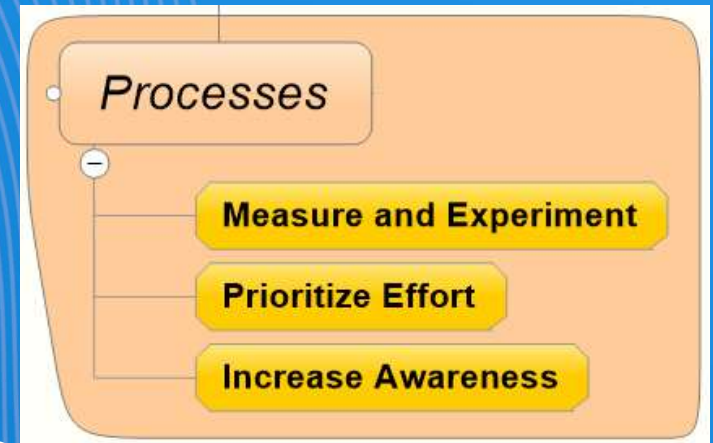 Processes
Measure and Experiment
Prioritize Effort
Increase Awareness